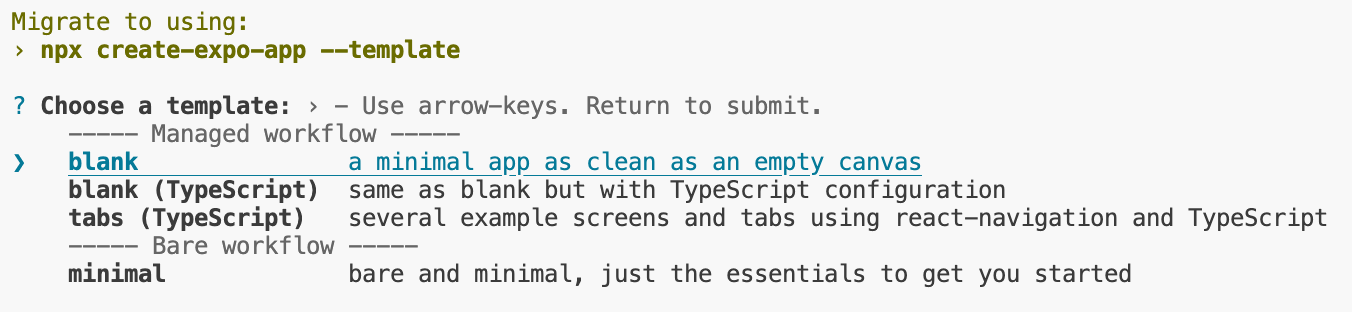 Migrate to using:
› npx create-expo-app --template
? Choose a template: › - Use arrow-keys. Return to submit.
----- Managed workflow -----
❯ blank a minimal app as clean as an empty canvas
blank (TypeScript) same as blank but with TypeScript configuration
tabs (TypeScript) several example screens and tabs using react-navigation and TypeScript
----- Bare workflow -----
minimal bare and minimal, just the essentials to get you started